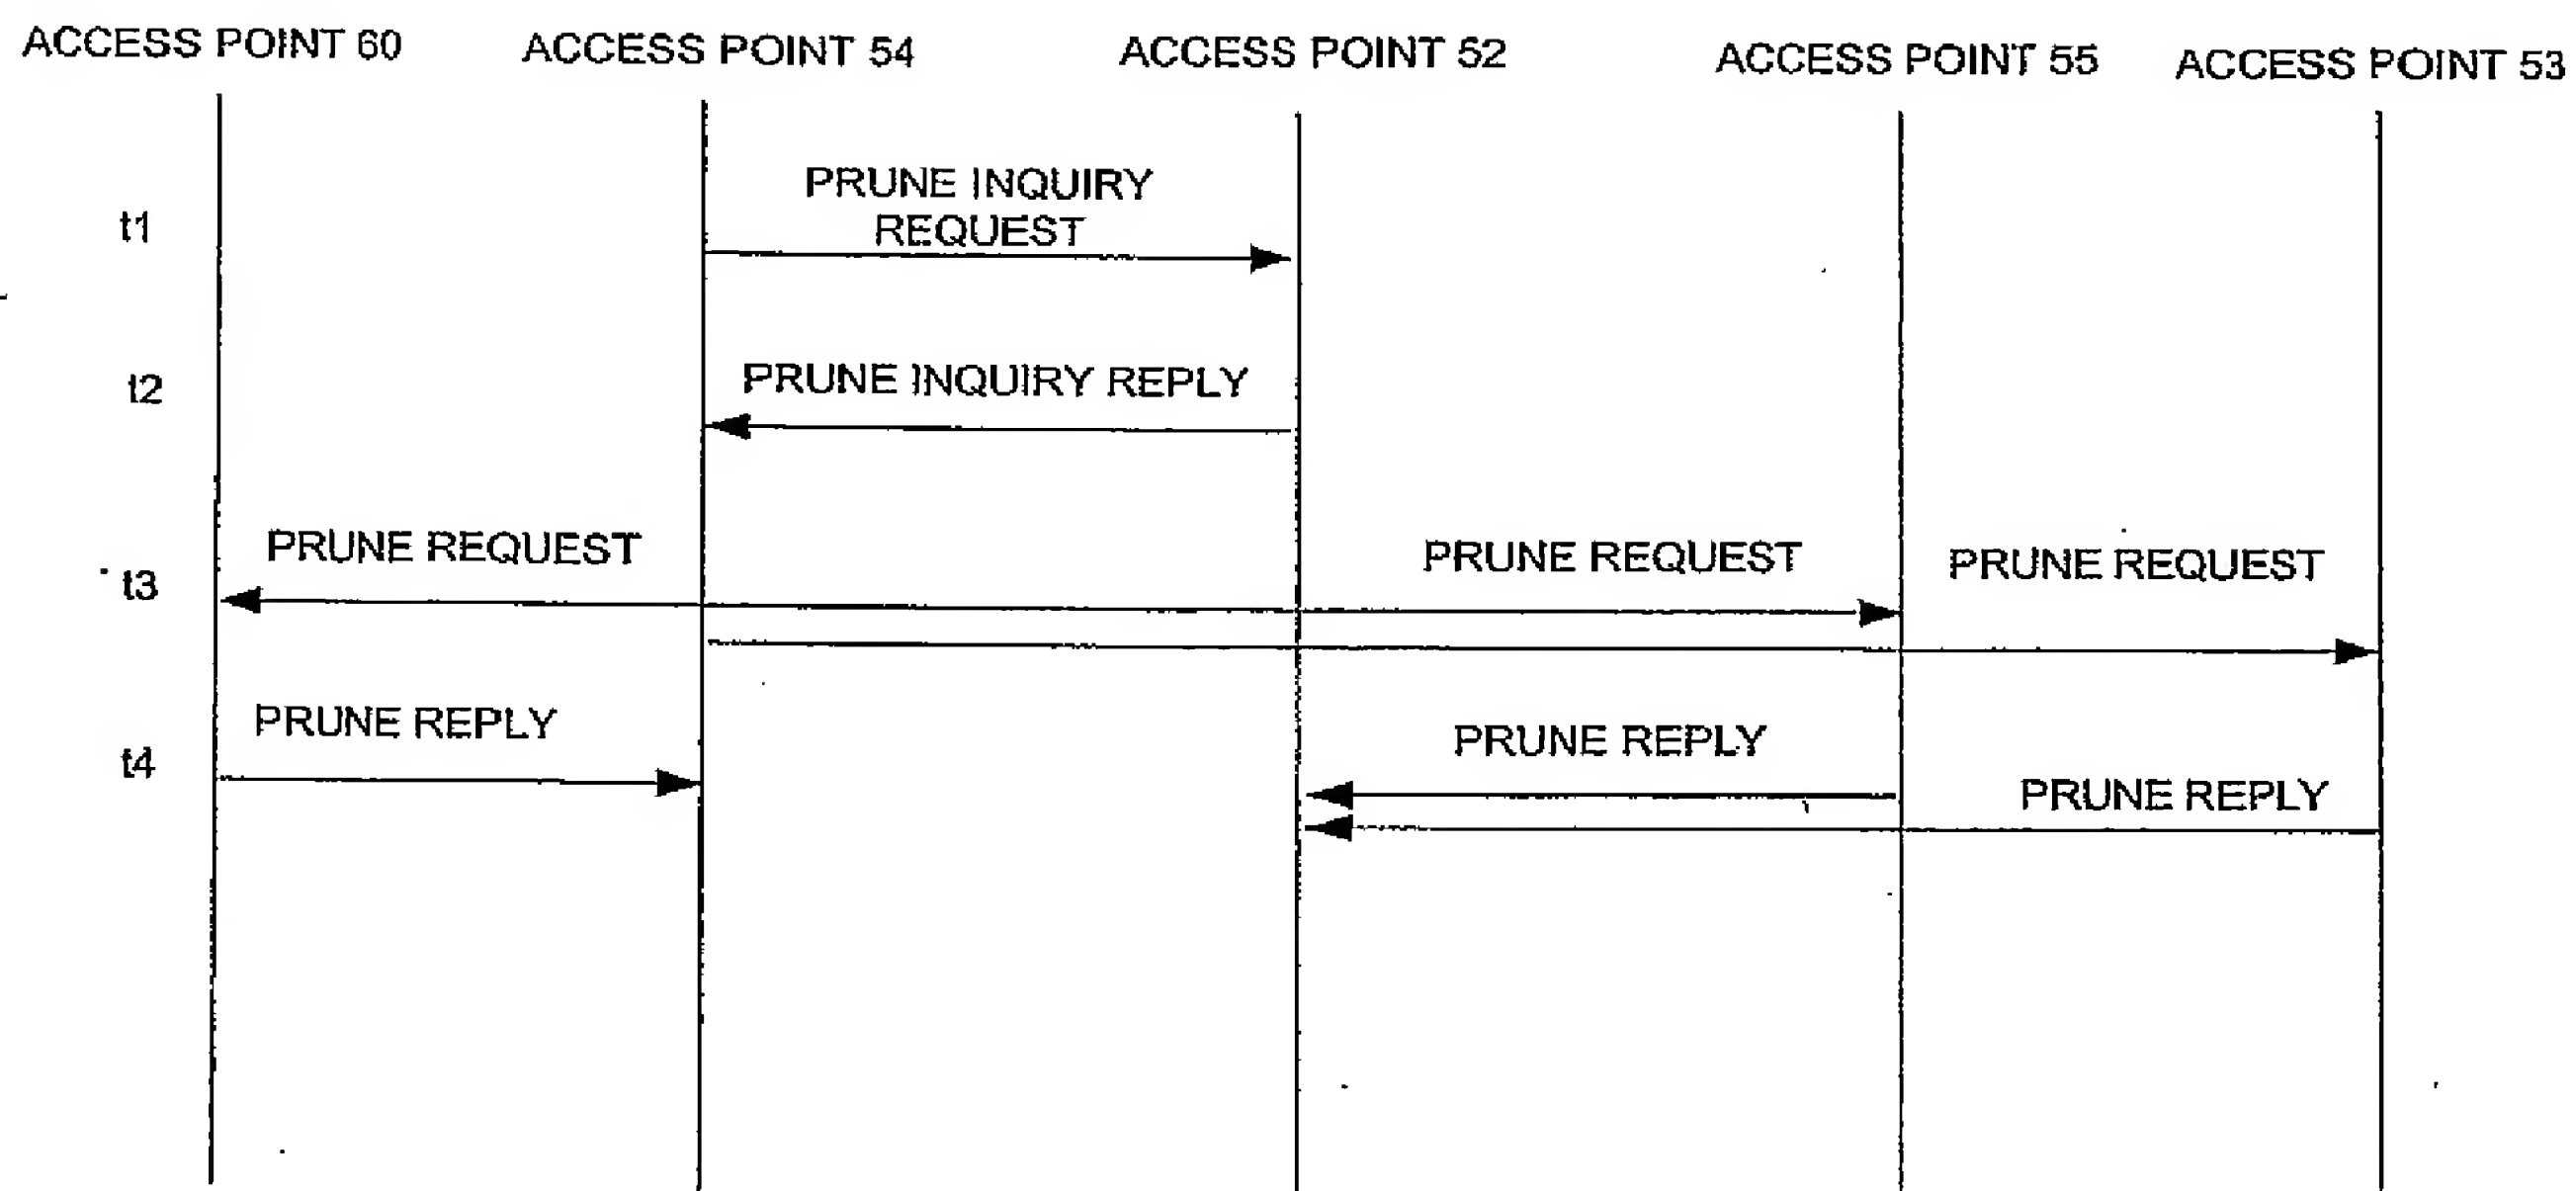 ACCESS POINT 60
ACCESS POINT 54
ACCESS POINT 52
ACCESS POINT 55
ACCESS POINT 53
t1
PRUNE INQUIRY
REQUEST
t2
PRUNE INQUIRY REPLY
t3
PRUNE REQUEST
PRUNE REQUEST
PRUNE REQUEST
t4
PRUNE REPLY
PRUNE REPLY
PRUNE REPLY